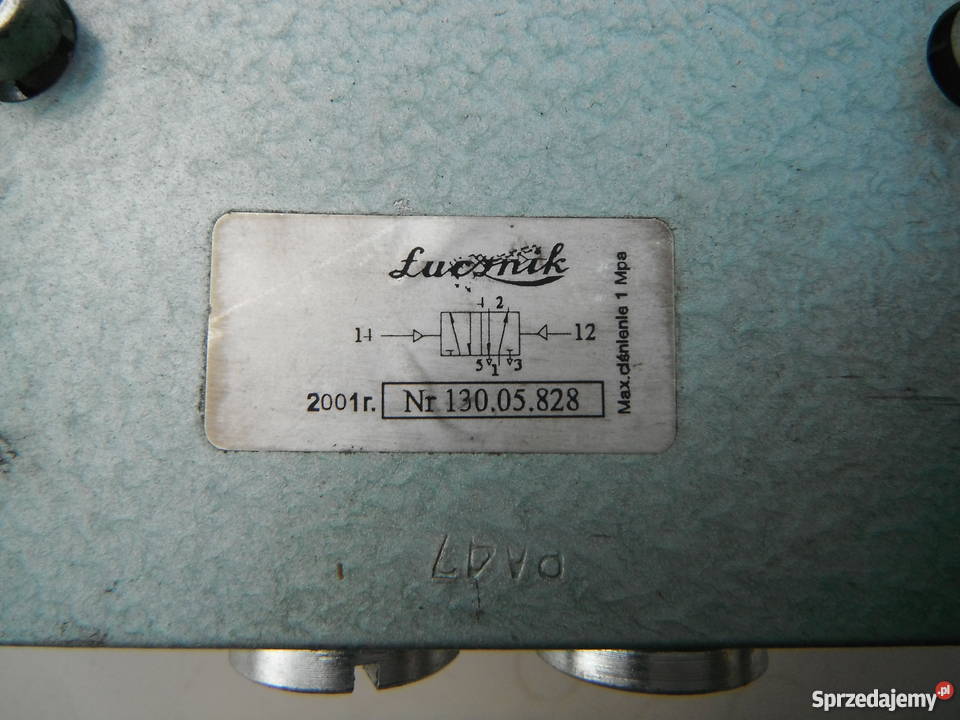 Łucznik
4 2
14 12
5 1 3
2001r. Nr 130.05.828
Max.ciśnienie 1 Mpa
PA47
Sprzedajemy.pl